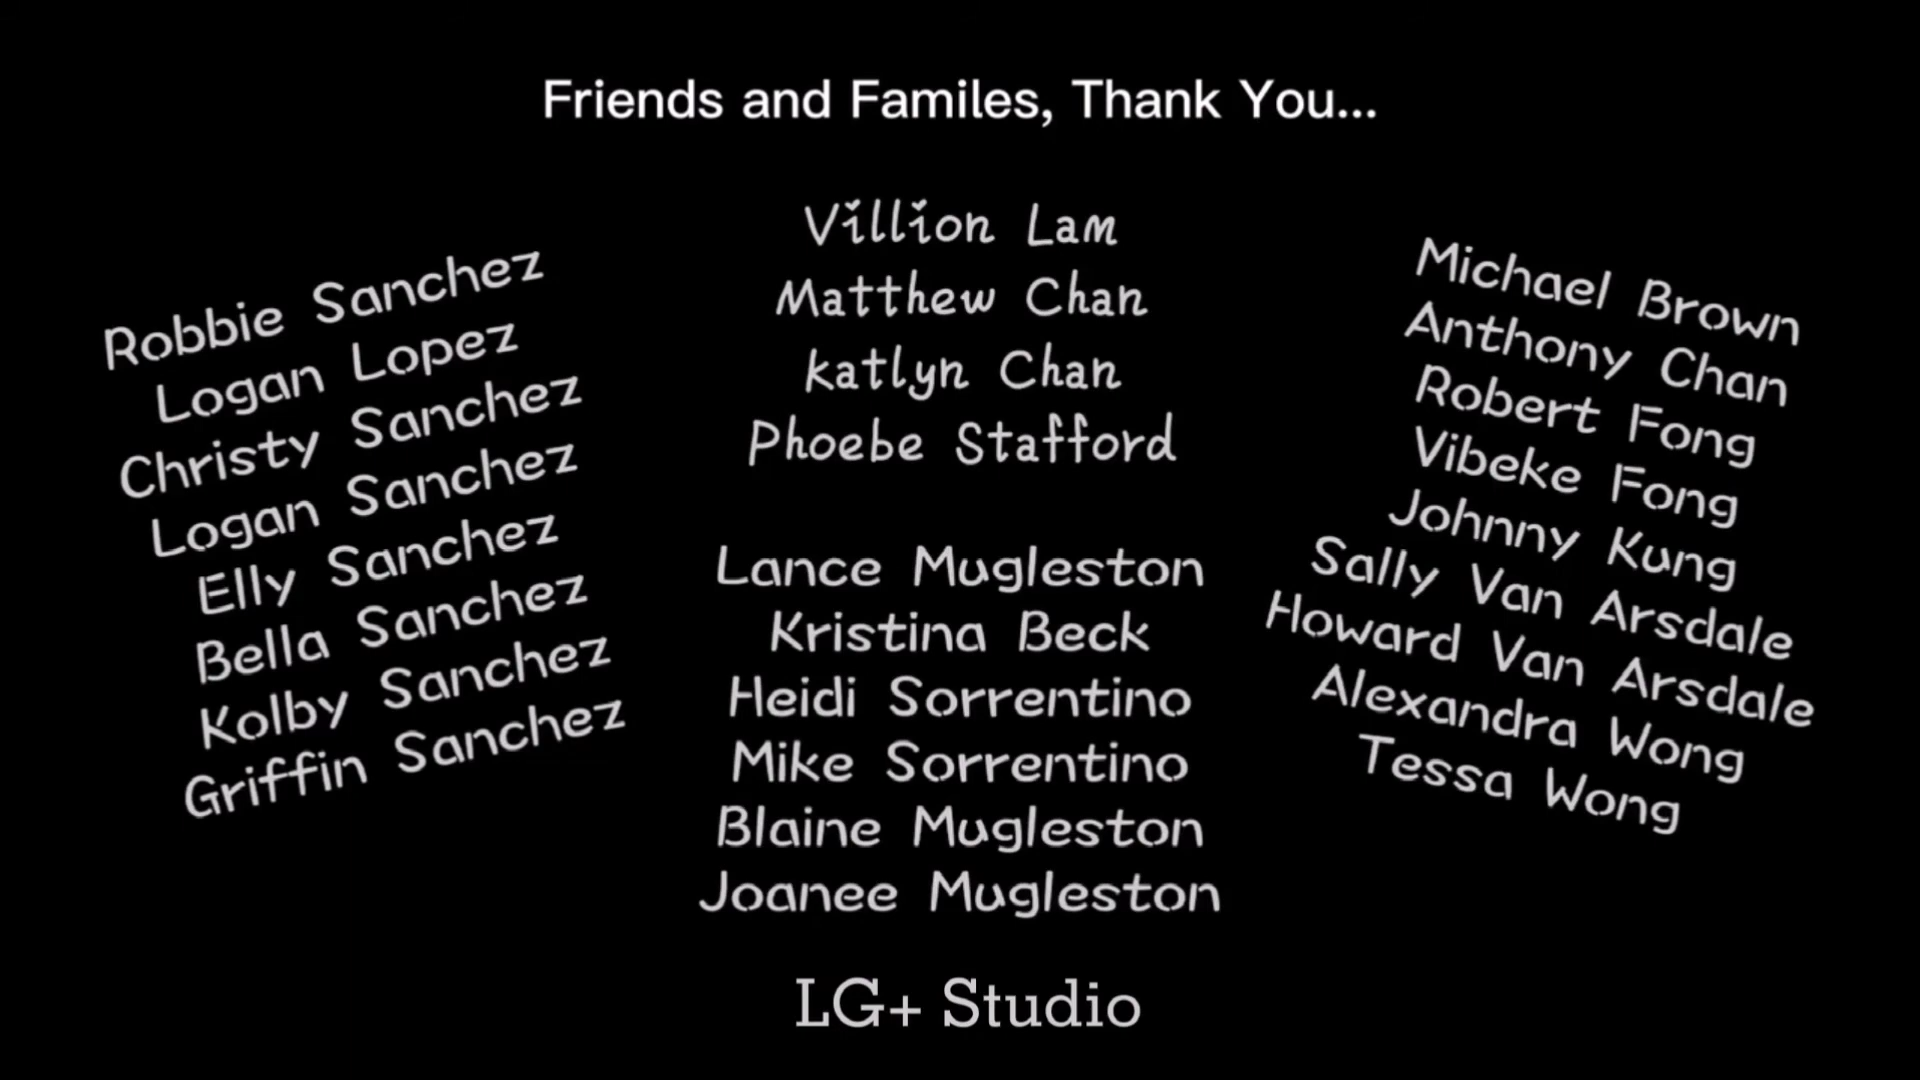 Friends and Familes, Thank You...
Robbie Sanchez
Logan Lopez
Christy Sanchez
Logan Sanchez
Elly Sanchez
Bella Sanchez
Kolby Sanchez
Griffin Sanchez
Villion Lam
Matthew Chan
katlyn Chan
Phoebe Stafford
Lance Mugleston
Kristina Beck
Heidi Sorrentino
Mike Sorrentino
Blaine Mugleston
Joanee Mugleston
Michael Brown
Anthony Chan
Robert Fong
Vibeke Fong
Johnny Kung
Sally Van Arsdale
Howard Van Arsdale
Alexandra Wong
Tessa Wong
LG+ Studio